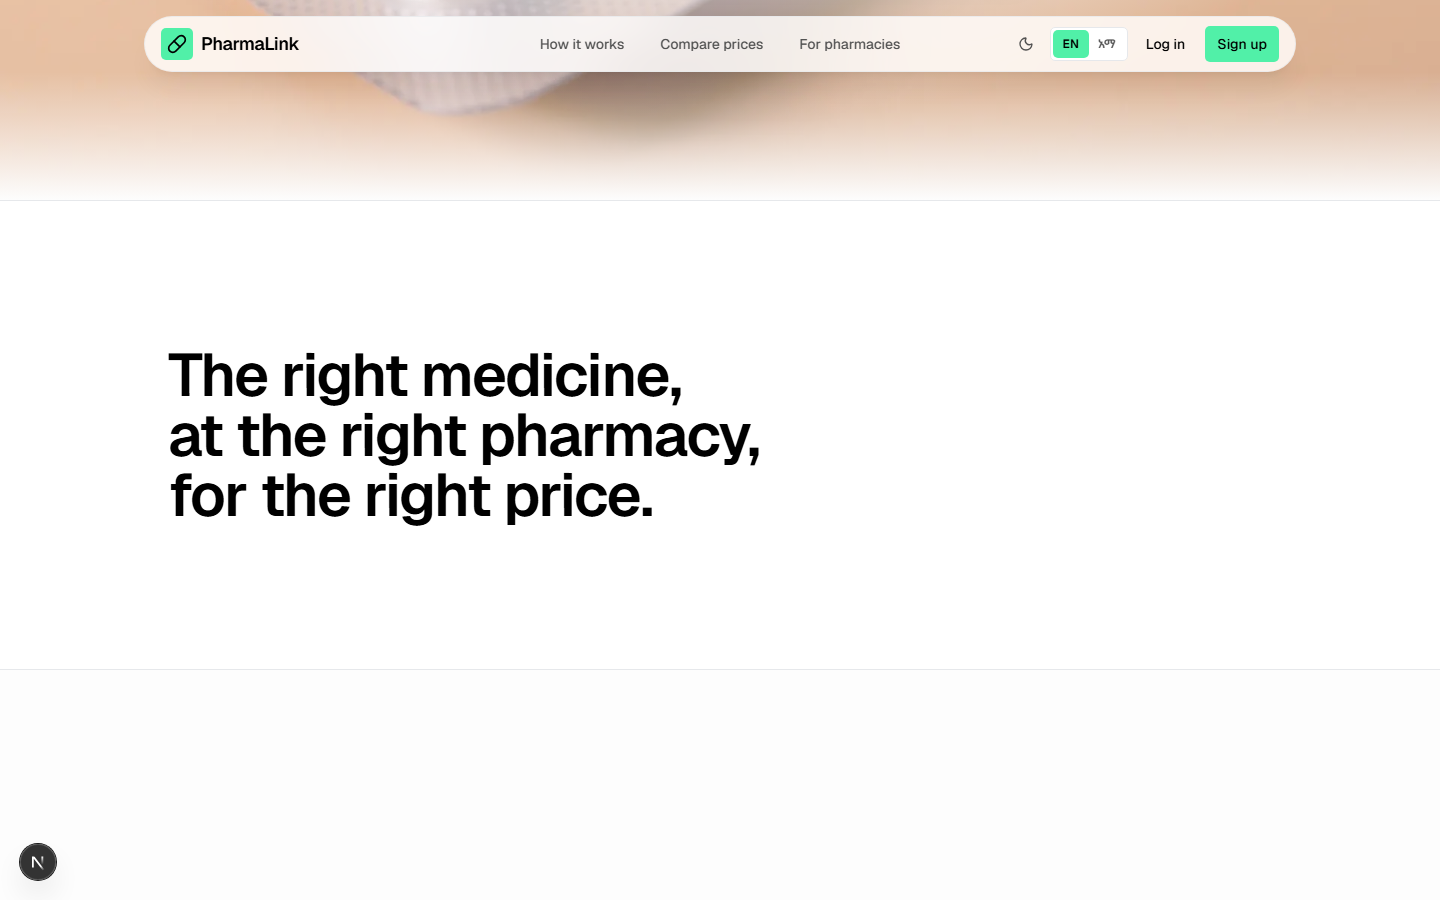 PharmaLink
How it works
Compare prices
For pharmacies
EN
አማ
Log in
Sign up
The right medicine,
at the right pharmacy,
for the right price.
N